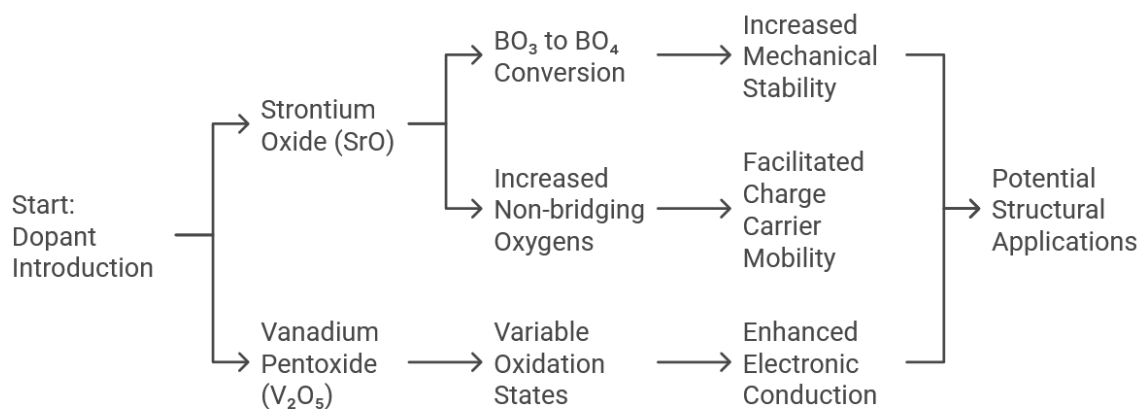 Start:
Dopant
Introduction
Strontium
Oxide (SrO)
BO₃ to BO₄
Conversion
Increased
Mechanical
Stability
Increased
Non-bridging
Oxygens
Facilitated
Charge
Carrier
Mobility
Vanadium
Pentoxide
(V₂O₅)
Variable
Oxidation
States
Enhanced
Electronic
Conduction
Potential
Structural
Applications